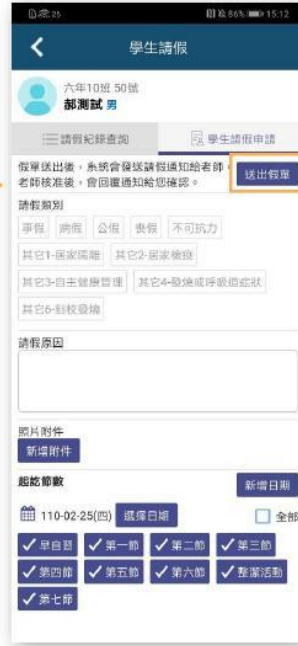 86% 15:12
學生請假
六年10班 50號
郝測試 男
請假紀錄查詢
學生請假申請
假單送出後，系統會發送請假通知給老師，
老師核准後，會回覆通知給您確認。
送出假單
請假類別
事假 病假 公假 喪假 不可抗力
其它1-居家隔離 其它2-居家檢疫
其它3-自主健康管理 其它4-發燒或呼吸道症狀
其它6-到校發燒
請假原因
照片附件
新增附件
起訖節數
新增日期
110-02-25(四) 選擇日期 全部
早自習 第一節 第二節 第三節
第四節 第五節 第六節 整潔活動
第七節